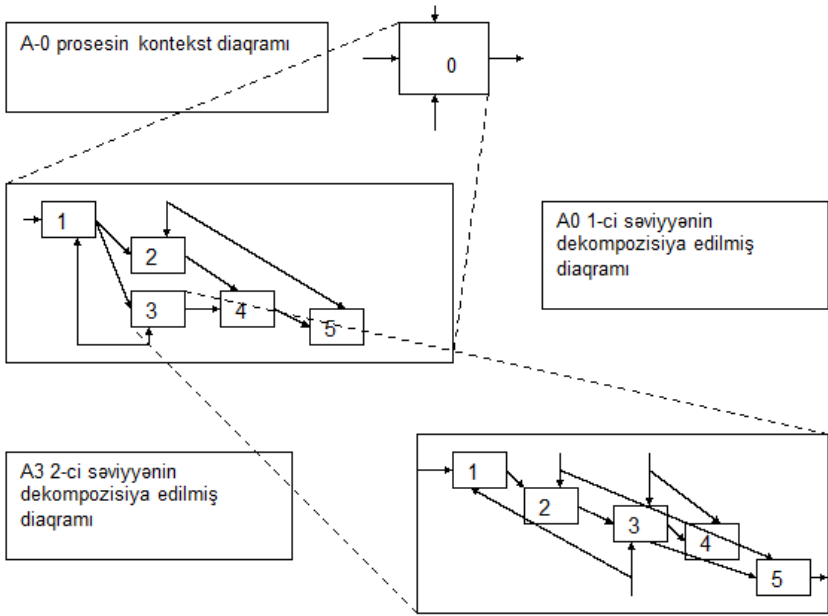 A-0 prosesin kontekst diaqramı
0
1
2
3
4
5
A0 1-ci səviyyənin
dekompozisiya edilmiş
diaqramı
A3 2-ci səviyyənin
dekompozisiya edilmiş
diaqramı
1
2
3
4
5